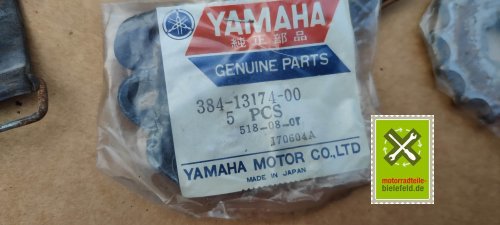 YAMAHA
純正部品
GENUINE PARTS
384-13174-00
5 PCS
518-08-07
I70604A
YAMAHA MOTOR CO., LTD
MADE IN JAPAN
motorradteile-
bielefeld.de